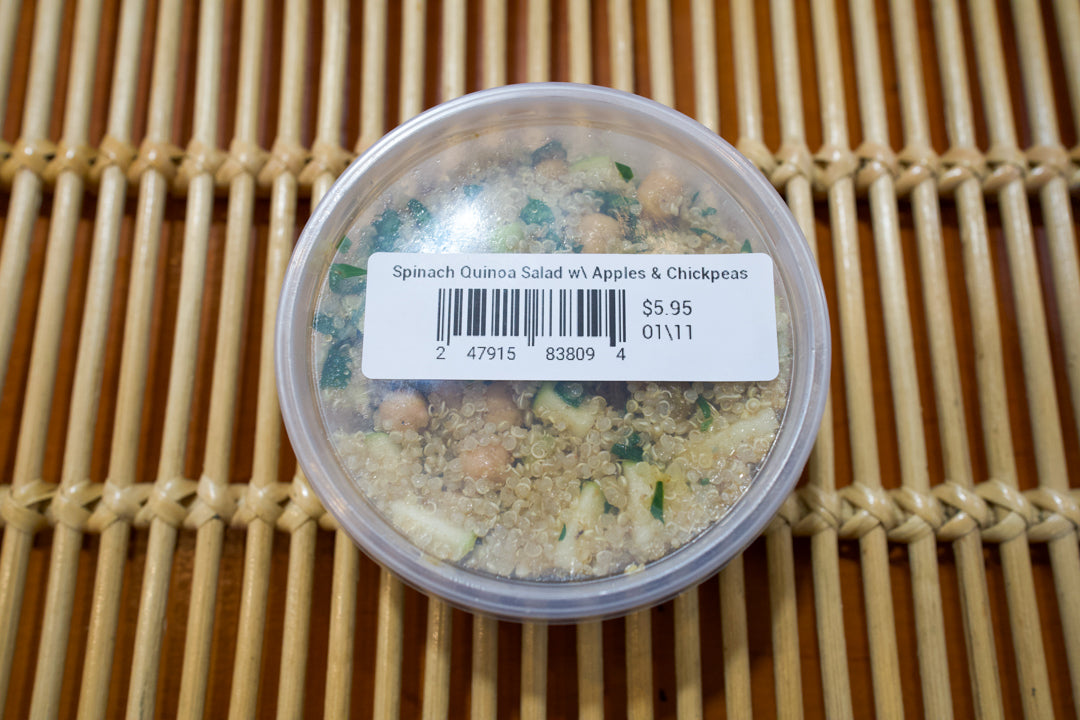 Spinach Quinoa Salad w\ Apples & Chickpeas
$5.95
01\11
2 47915 83809 4